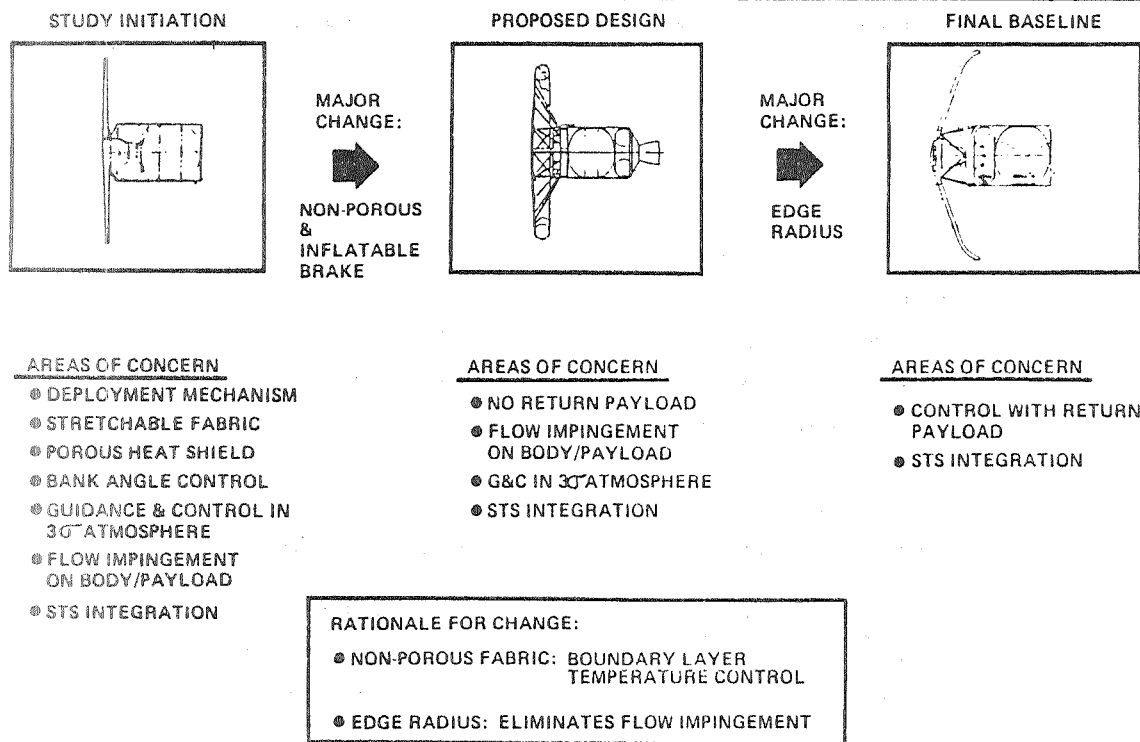 STUDY INITIATION
MAJOR
CHANGE:
NON-POROUS
&
INFLATABLE
BRAKE
PROPOSED DESIGN
MAJOR
CHANGE:
EDGE
RADIUS
FINAL BASELINE
AREAS OF CONCERN
● DEPLOYMENT MECHANISM
● STRETCHABLE FABRIC
● POROUS HEAT SHIELD
● BANK ANGLE CONTROL
● GUIDANCE & CONTROL IN
3σ ATMOSPHERE
● FLOW IMPINGEMENT
ON BODY/PAYLOAD
● STS INTEGRATION
AREAS OF CONCERN
● NO RETURN PAYLOAD
● FLOW IMPINGEMENT
ON BODY/PAYLOAD
● G&C IN 3σ ATMOSPHERE
● STS INTEGRATION
AREAS OF CONCERN
● CONTROL WITH RETURN
PAYLOAD
● STS INTEGRATION
RATIONALE FOR CHANGE:
● NON-POROUS FABRIC: BOUNDARY LAYER
TEMPERATURE CONTROL
● EDGE RADIUS: ELIMINATES FLOW IMPINGEMENT